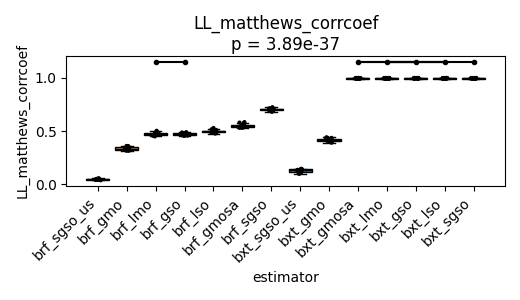 LL_matthews_corrcoef
p = 3.89e-37
LL_matthews_corrcoef
1.0
0.5
0.0
brf_sgso_us
brf_gmo
brf_lmo
brf_gso
brf_lso
brf_gmosa
brf_sgso
bxt_sgso_us
bxt_gmo
bxt_gmosa
bxt_lmo
bxt_gso
bxt_lso
bxt_sgso
estimator